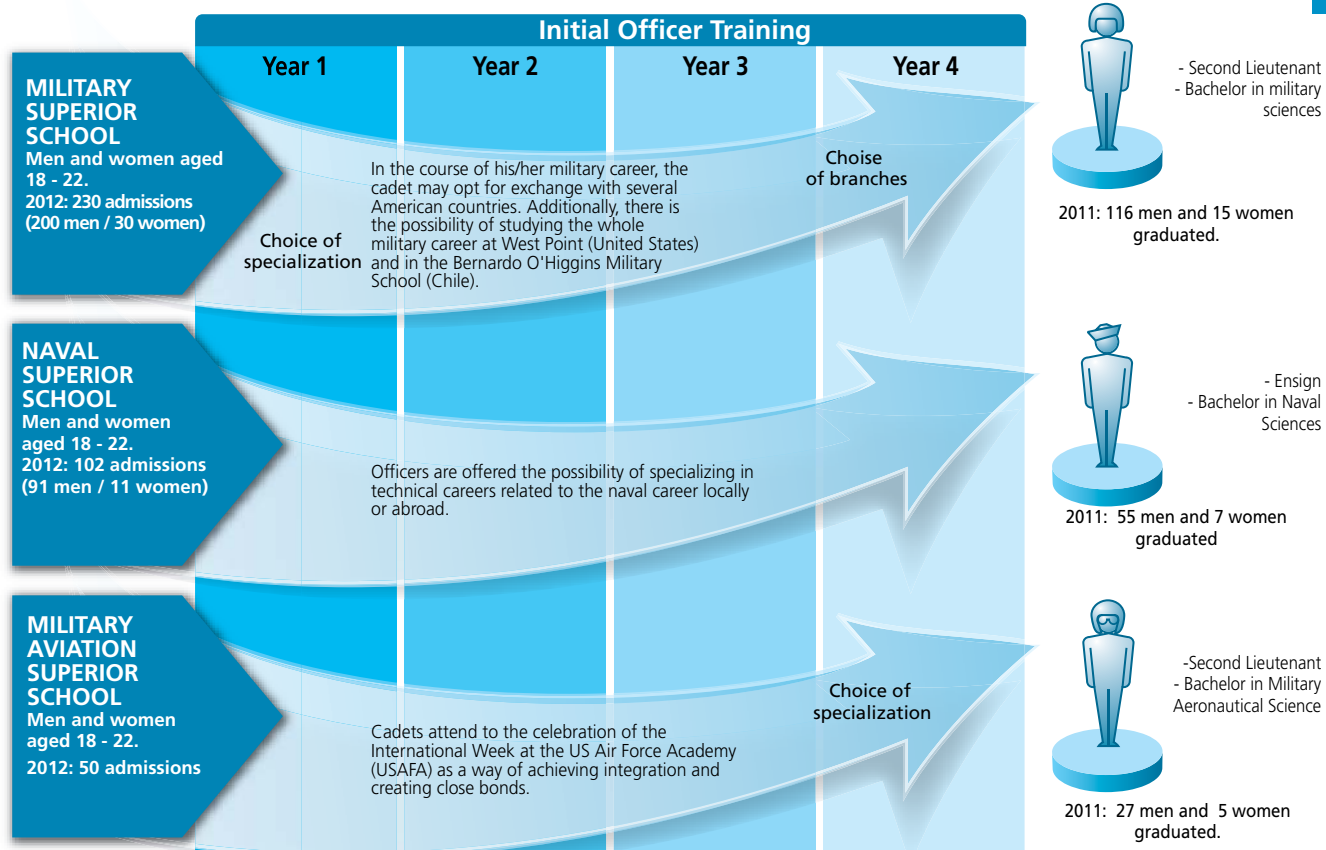 Initial Officer Training
Year 1
Year 2
Year 3
Year 4
MILITARY
SUPERIOR
SCHOOL
Men and women aged
18 - 22.
2012: 230 admissions
(200 men / 30 women)
Choice of
specialization
In the course of his/her military career, the
cadet may opt for exchange with several
American countries. Additionally, there is
the possibility of studying the whole
military career at West Point (United States)
and in the Bernardo O'Higgins Military
School (Chile).
Choise
of branches
- Second Lieutenant
- Bachelor in military
sciences
2011: 116 men and 15 women
graduated.
NAVAL
SUPERIOR
SCHOOL
Men and women
aged 18 - 22.
2012: 102 admissions
(91 men / 11 women)
Officers are offered the possibility of specializing in
technical careers related to the naval career locally
or abroad.
- Ensign
- Bachelor in Naval
Sciences
2011: 55 men and 7 women
graduated
MILITARY
AVIATION
SUPERIOR
SCHOOL
Men and women
aged 18 - 22.
2012: 50 admissions
Cadets attend to the celebration of the
International Week at the US Air Force Academy
(USAFA) as a way of achieving integration and
creating close bonds.
Choice of
specialization
-Second Lieutenant
- Bachelor in Military
Aeronautical Science
2011: 27 men and 5 women
graduated.